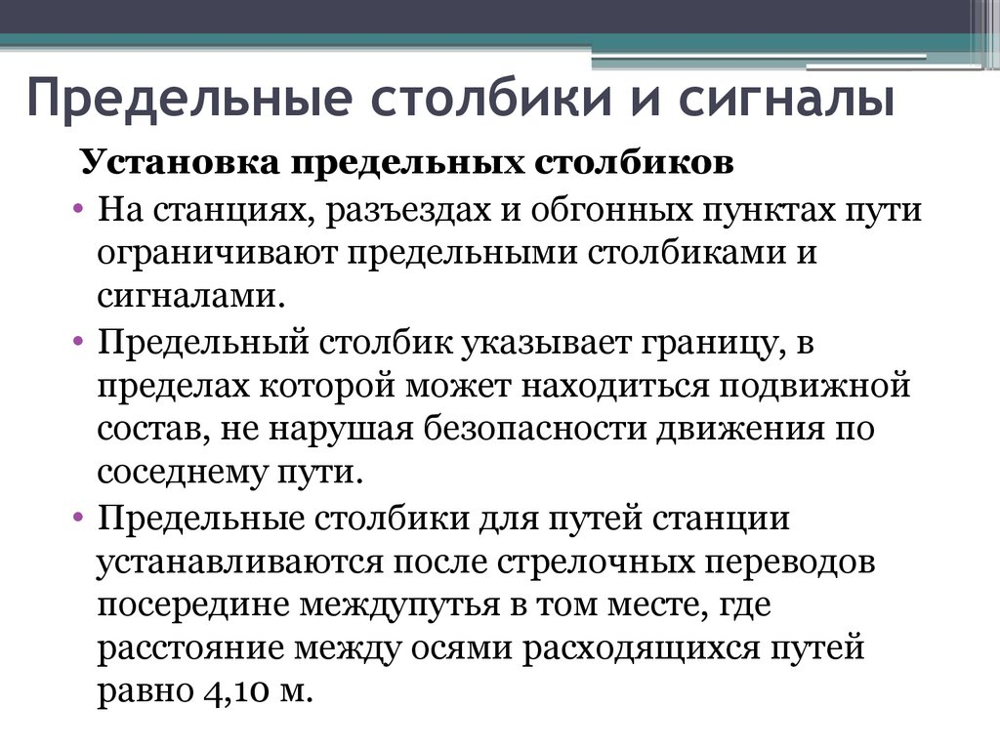 Предельные столбики и сигналы
Установка предельных столбиков
• На станциях, разъездах и обгонных пунктах пути
ограничивают предельными столбиками и
сигналами.
• Предельный столбик указывает границу, в
пределах которой может находиться подвижной
состав, не нарушая безопасности движения по
соседнему пути.
• Предельные столбики для путей станции
устанавливаются после стрелочных переводов
посередине междупутья в том месте, где
расстояние между осями расходящихся путей
равно 4,10 м.